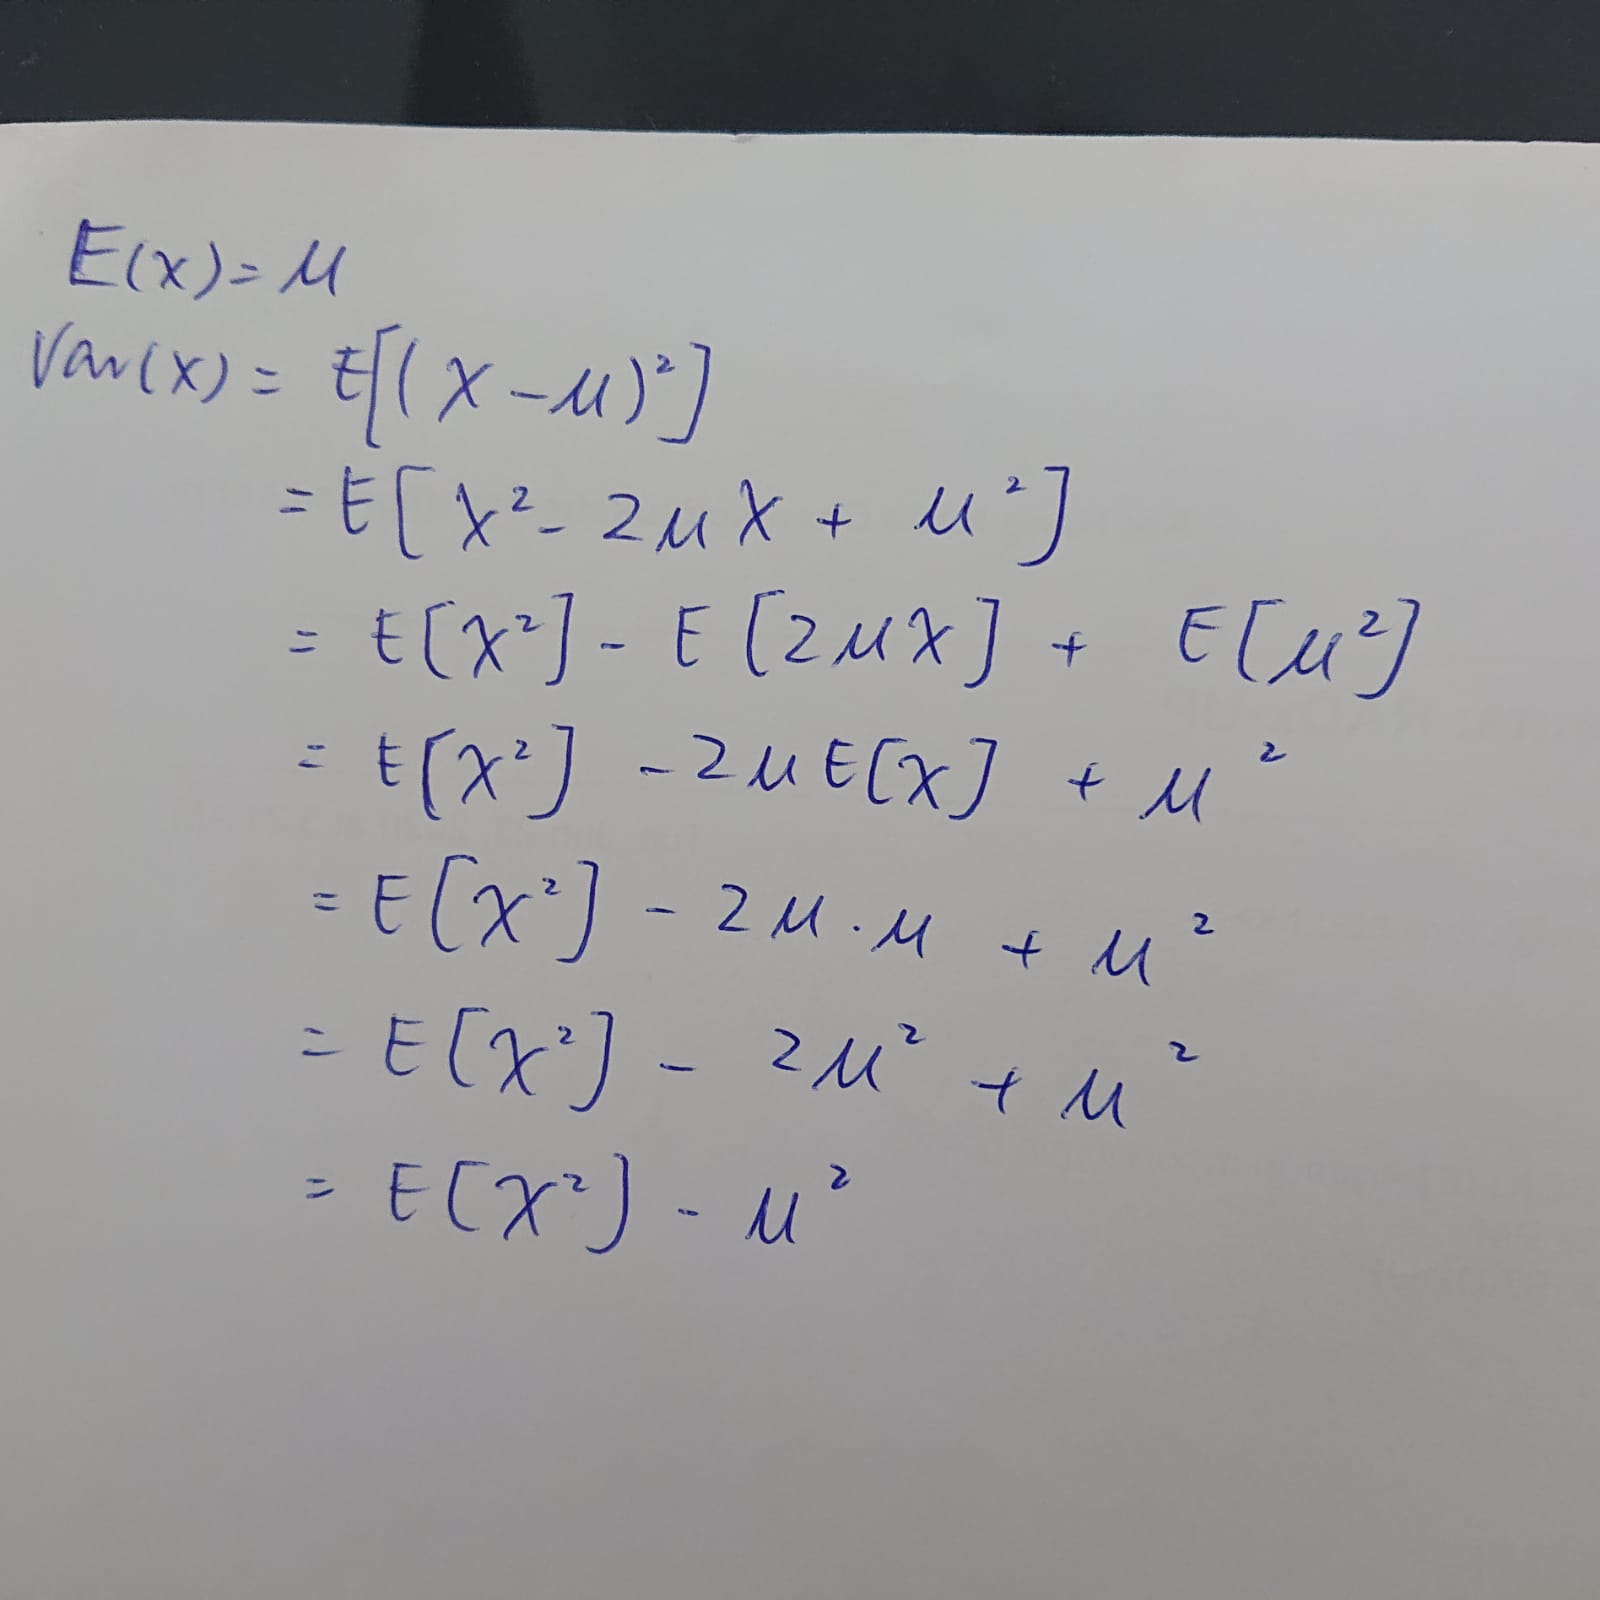 E(X)=μ
Var(X) = E[(X-μ)²]
= E[X² - 2μX + μ²]
= E[X²] - E[2μX] + E[μ²]
= E[X²] - 2μE[X] + μ²
= E[X²] - 2μ·μ + μ²
= E[X²] - 2μ² + μ²
= E[X²] - μ²